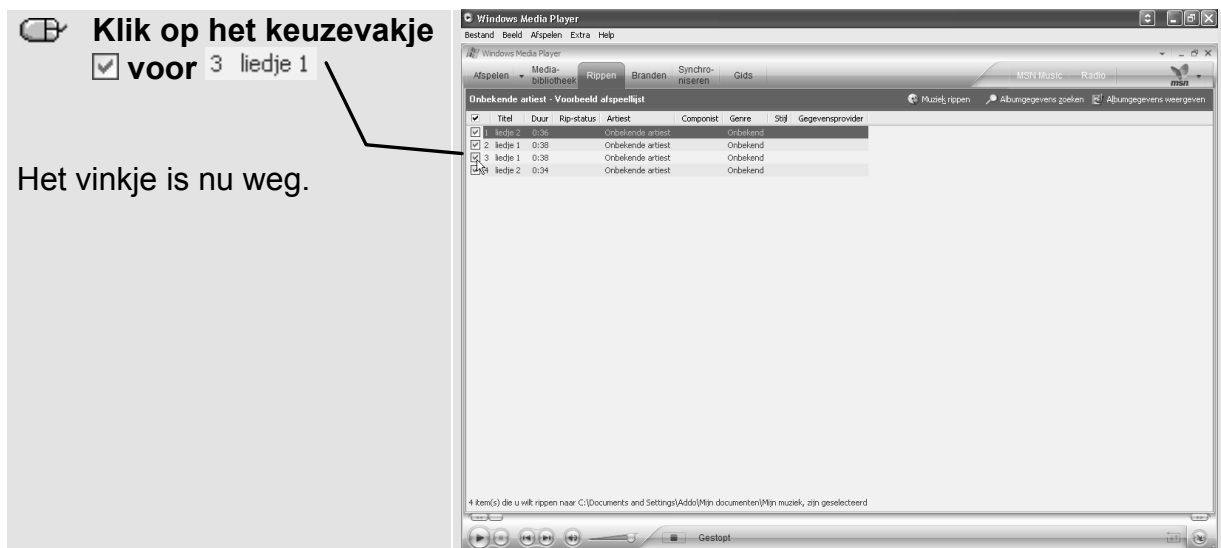 Klik op het keuzevakje
voor 3 liedje 1
Het vinkje is nu weg.
Windows Media Player
Bestand Beeld Afspelen Extra Help
Windows Media Player
Afspelen Media-bibliotheek Rippen Branden Synchro-niseren Gids MSN Music Radio msn
Onbekende artiest - Voorbeeld afspeellijst Muziek rippen Albumgegevens zoeken Albumgegevens weergeven
Titel Duur Rip-status Artiest Componist Genre Stijl Gegevensprovider
1 liedje 2 0:36 Onbekende artiest Onbekend
2 liedje 1 0:38 Onbekende artiest Onbekend
3 liedje 1 0:38 Onbekende artiest Onbekend
4 liedje 2 0:34 Onbekende artiest Onbekend
4 item(s) die u wilt rippen naar C:\Documents and Settings\Addo\Mijn documenten\Mijn muziek, zijn geselecteerd
Gestopt